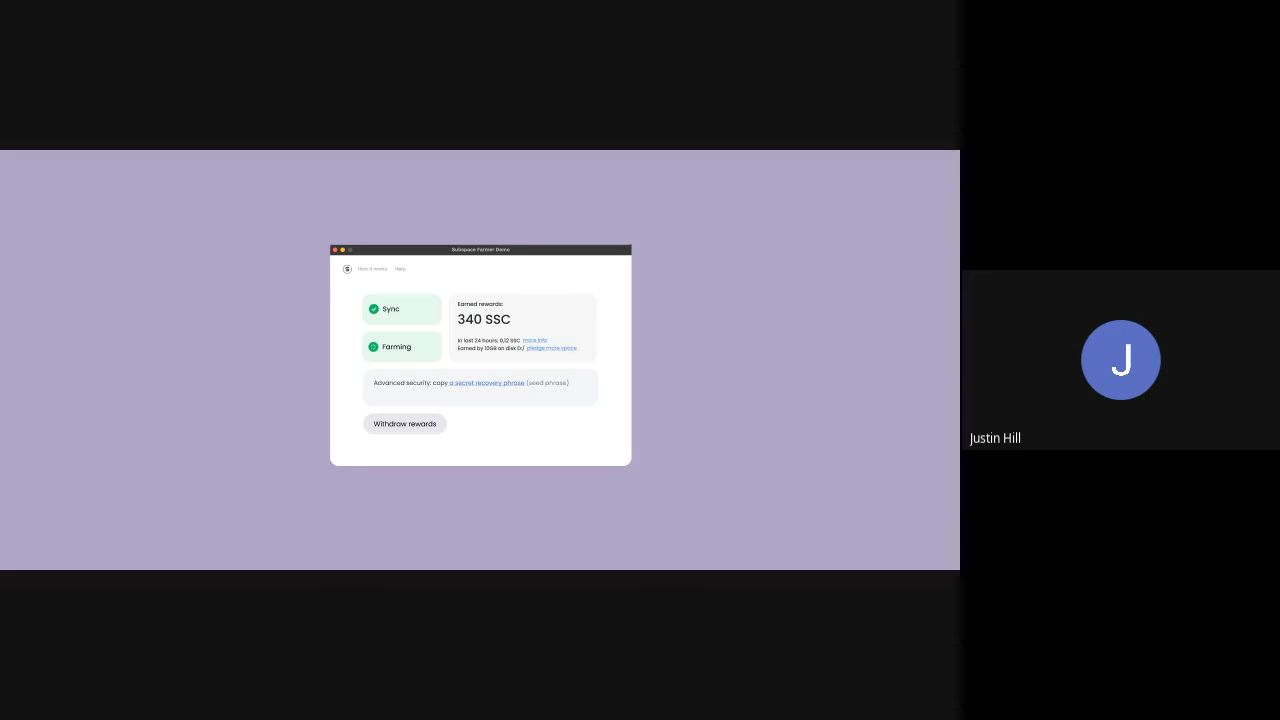 Subspace Farmer Demo
S How it works Help
Sync
Farming
Earned rewards:
340 SSC
In last 24 hours: 0,12 SSC more info
Earned by 10GB on disk D:/ pledge more space
Advanced security: copy a secret recovery phrase (seed phrase)
Withdraw rewards
J
Justin Hill